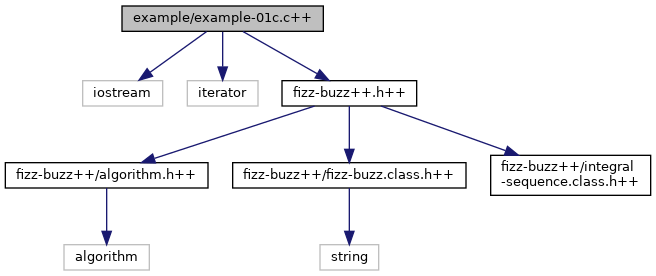 example/example-01c.c++
iostream
iterator
fizz-buzz++.h++
fizz-buzz++/algorithm.h++
fizz-buzz++/fizz-buzz.class.h++
fizz-buzz++/integral
-sequence.class.h++
algorithm
string